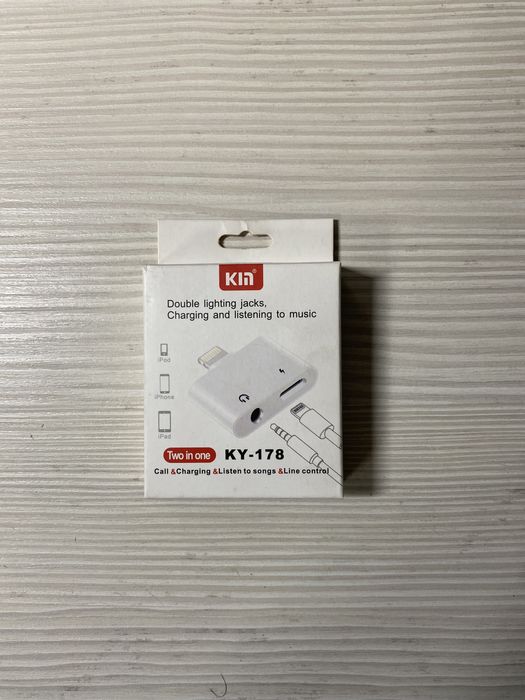 KIN®
Double lighting jacks,
Charging and listening to music
iPod
iPhone
iPad
Two in one KY-178
Call &Charging &Listen to songs &Line control